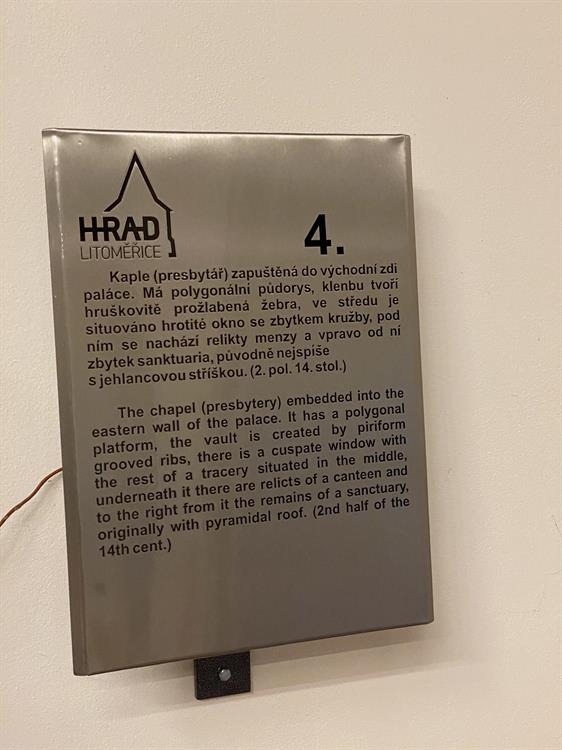 HRAD
LITOMĚŘICE
4.
Kaple (presbytář) zapuštěná do východní zdi
paláce. Má polygonální půdorys, klenbu tvoří
hruškovitě prožlabená žebra, ve středu je
situováno hrotité okno se zbytkem kružby, pod
ním se nachází relikty menzy a vpravo od ní
zbytek sanktuaria, původně nejspíše
s jehlancovou stříškou. (2. pol. 14. stol.)
The chapel (presbytery) embedded into the
eastern wall of the palace. It has a polygonal
platform, the vault is created by piriform
grooved ribs, there is a cuspate window with
the rest of a tracery situated in the middle,
underneath it there are relicts of a canteen and
to the right from it the remains of a sanctuary,
originally with pyramidal roof. (2nd half of the
14th cent.)